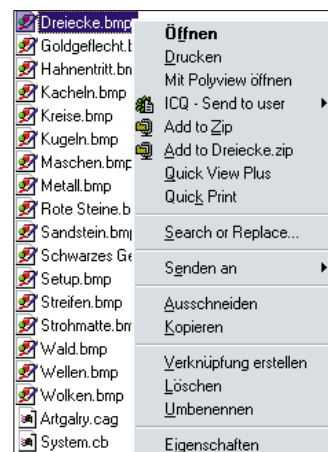 Dreiecke.bmp
Goldgeflecht.b
Hahnentritt.bm
Kacheln.bmp
Kreise.bmp
Kugeln.bmp
Maschen.bmp
Metall.bmp
Rote Steine.b
Sandstein.bmp
Schwarzes Ge
Setup.bmp
Streifen.bmp
Strohmatte.bm
Wald.bmp
Wellen.bmp
Wolken.bmp
Artgalry.cag
System.cb
Öffnen
Drucken
Mit Polyview öffnen
ICQ - Send to user
Add to Zip
Add to Dreiecke.zip
Quick View Plus
Quick Print
Search or Replace...
Senden an
Ausschneiden
Kopieren
Verknüpfung erstellen
Löschen
Umbenennen
Eigenschaften